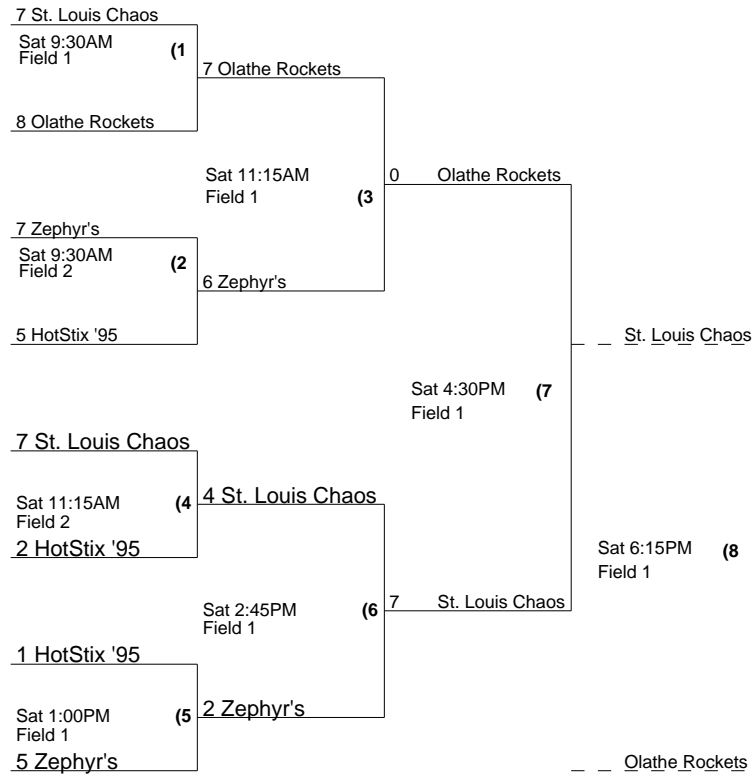 7 St. Louis Chaos
Sat 9:30AM (1
Field 1
7 Olathe Rockets
8 Olathe Rockets
Sat 11:15AM
Field 1 (3
0 Olathe Rockets
7 Zephyr's
Sat 9:30AM
Field 2 (2
6 Zephyr's
5 HotStix '95
St. Louis Chaos
Sat 4:30PM (7
Field 1
7 St. Louis Chaos
Sat 11:15AM (4
Field 2
4 St. Louis Chaos
2 HotStix '95
Sat 6:15PM (8
Field 1
Sat 2:45PM (6
Field 1
7 St. Louis Chaos
1 HotStix '95
Sat 1:00PM (5
Field 1
2 Zephyr's
5 Zephyr's
Olathe Rockets